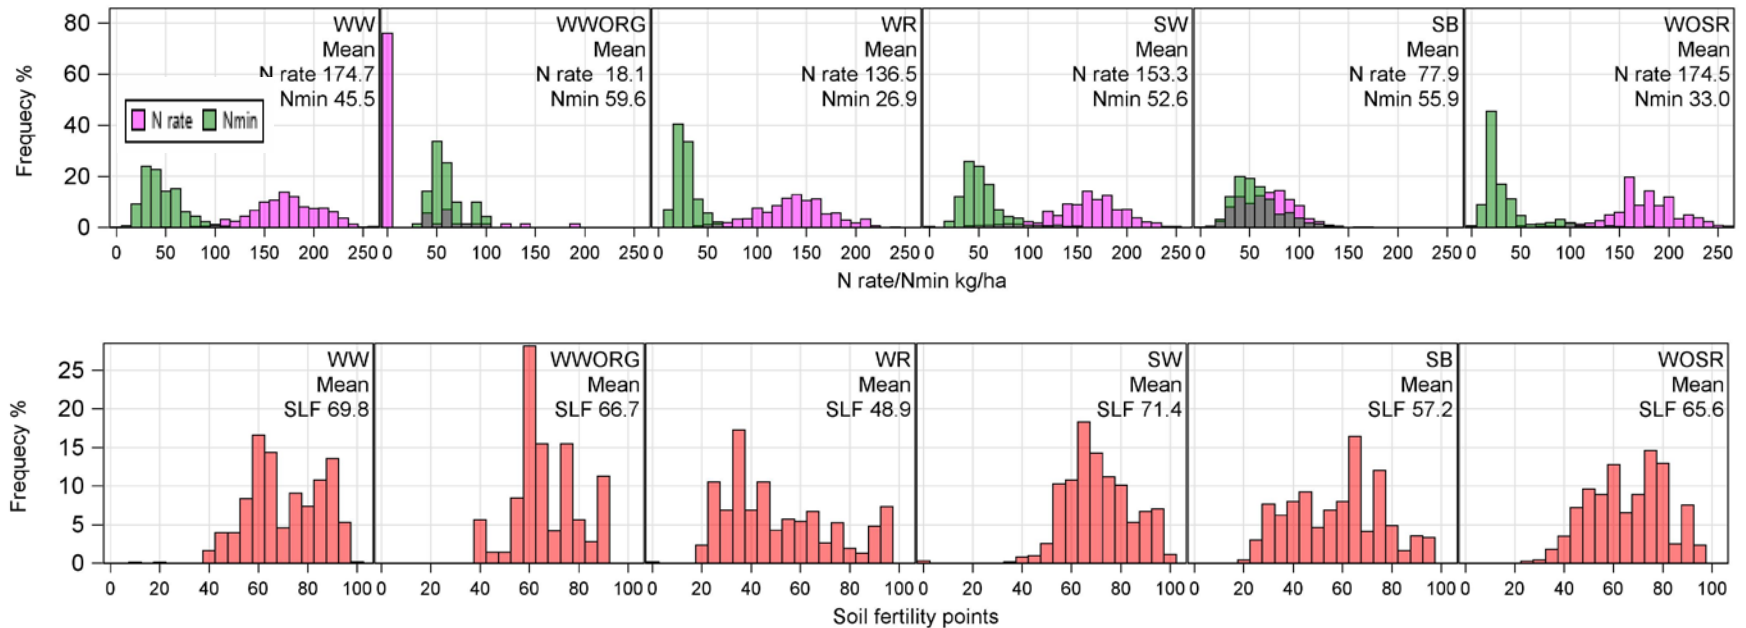 WW
Mean
N rate 174.7
Nmin 45.5
WWORG
Mean
N rate 18.1
Nmin 59.6
WR
Mean
N rate 136.5
Nmin 26.9
SW
Mean
N rate 153.3
Nmin 52.6
SB
Mean
N rate 77.9
Nmin 55.9
WOSR
Mean
N rate 174.5
Nmin 33.0
N rate Nmin
Frequecy %
80
60
40
20
0
0 50 100 150 200 250 0 50 100 150 200 250 0 50 100 150 200 250 0 50 100 150 200 250 0 50 100 150 200 250 0 50 100 150 200 250
N rate/Nmin kg/ha
WW
Mean
SLF 69.8
WWORG
Mean
SLF 66.7
WR
Mean
SLF 48.9
SW
Mean
SLF 71.4
SB
Mean
SLF 57.2
WOSR
Mean
SLF 65.6
Frequecy %
25
20
15
10
5
0
0 20 40 60 80 100 0 20 40 60 80 100 0 20 40 60 80 100 0 20 40 60 80 100 0 20 40 60 80 100 0 20 40 60 80 100
Soil fertility points